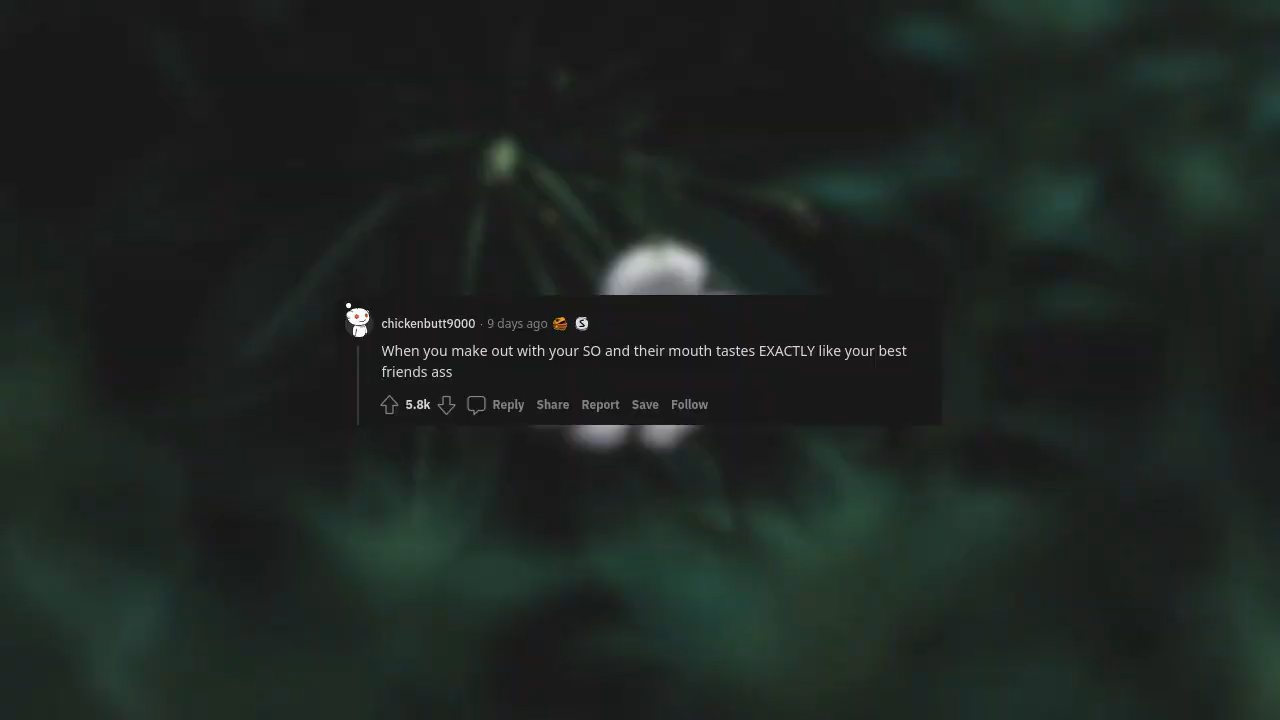 chickenbutt9000 · 9 days ago
When you make out with your SO and their mouth tastes EXACTLY like your best
friends ass
5.8k Reply Share Report Save Follow